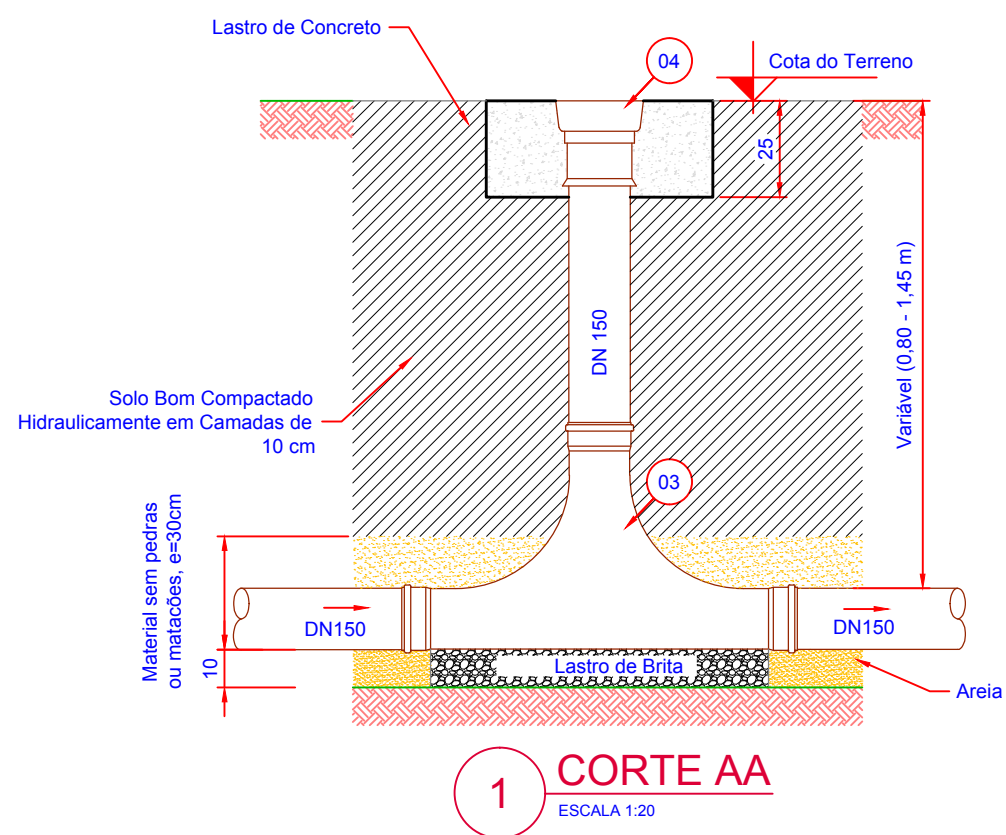 Lastro de Concreto
04
Cota do Terreno
25
Variável (0,80 - 1,45 m)
DN 150
Solo Bom Compactado
Hidraulicamente em Camadas de
10 cm
03
Material sem pedras
ou matacões, e=30cm
10
DN150
DN150
Lastro de Brita
Areia
1
CORTE AA
ESCALA 1:20